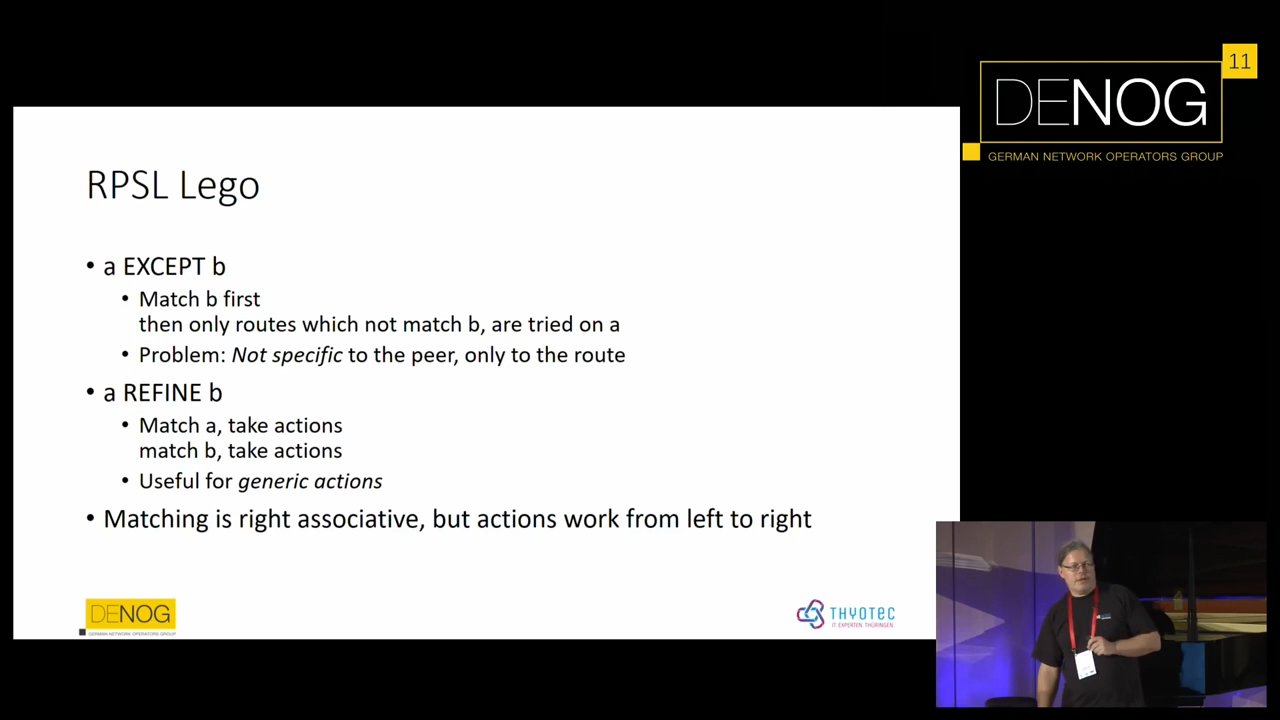 11
DENOG
GERMAN NETWORK OPERATORS GROUP
RPSL Lego
• a EXCEPT b
• Match b first
then only routes which not match b, are tried on a
• Problem: Not specific to the peer, only to the route
• a REFINE b
• Match a, take actions
match b, take actions
• Useful for generic actions
• Matching is right associative, but actions work from left to right
DENOG
GERMAN NETWORK OPERATORS GROUP
THYOTEC
IT EXPERTEN THÜRINGEN